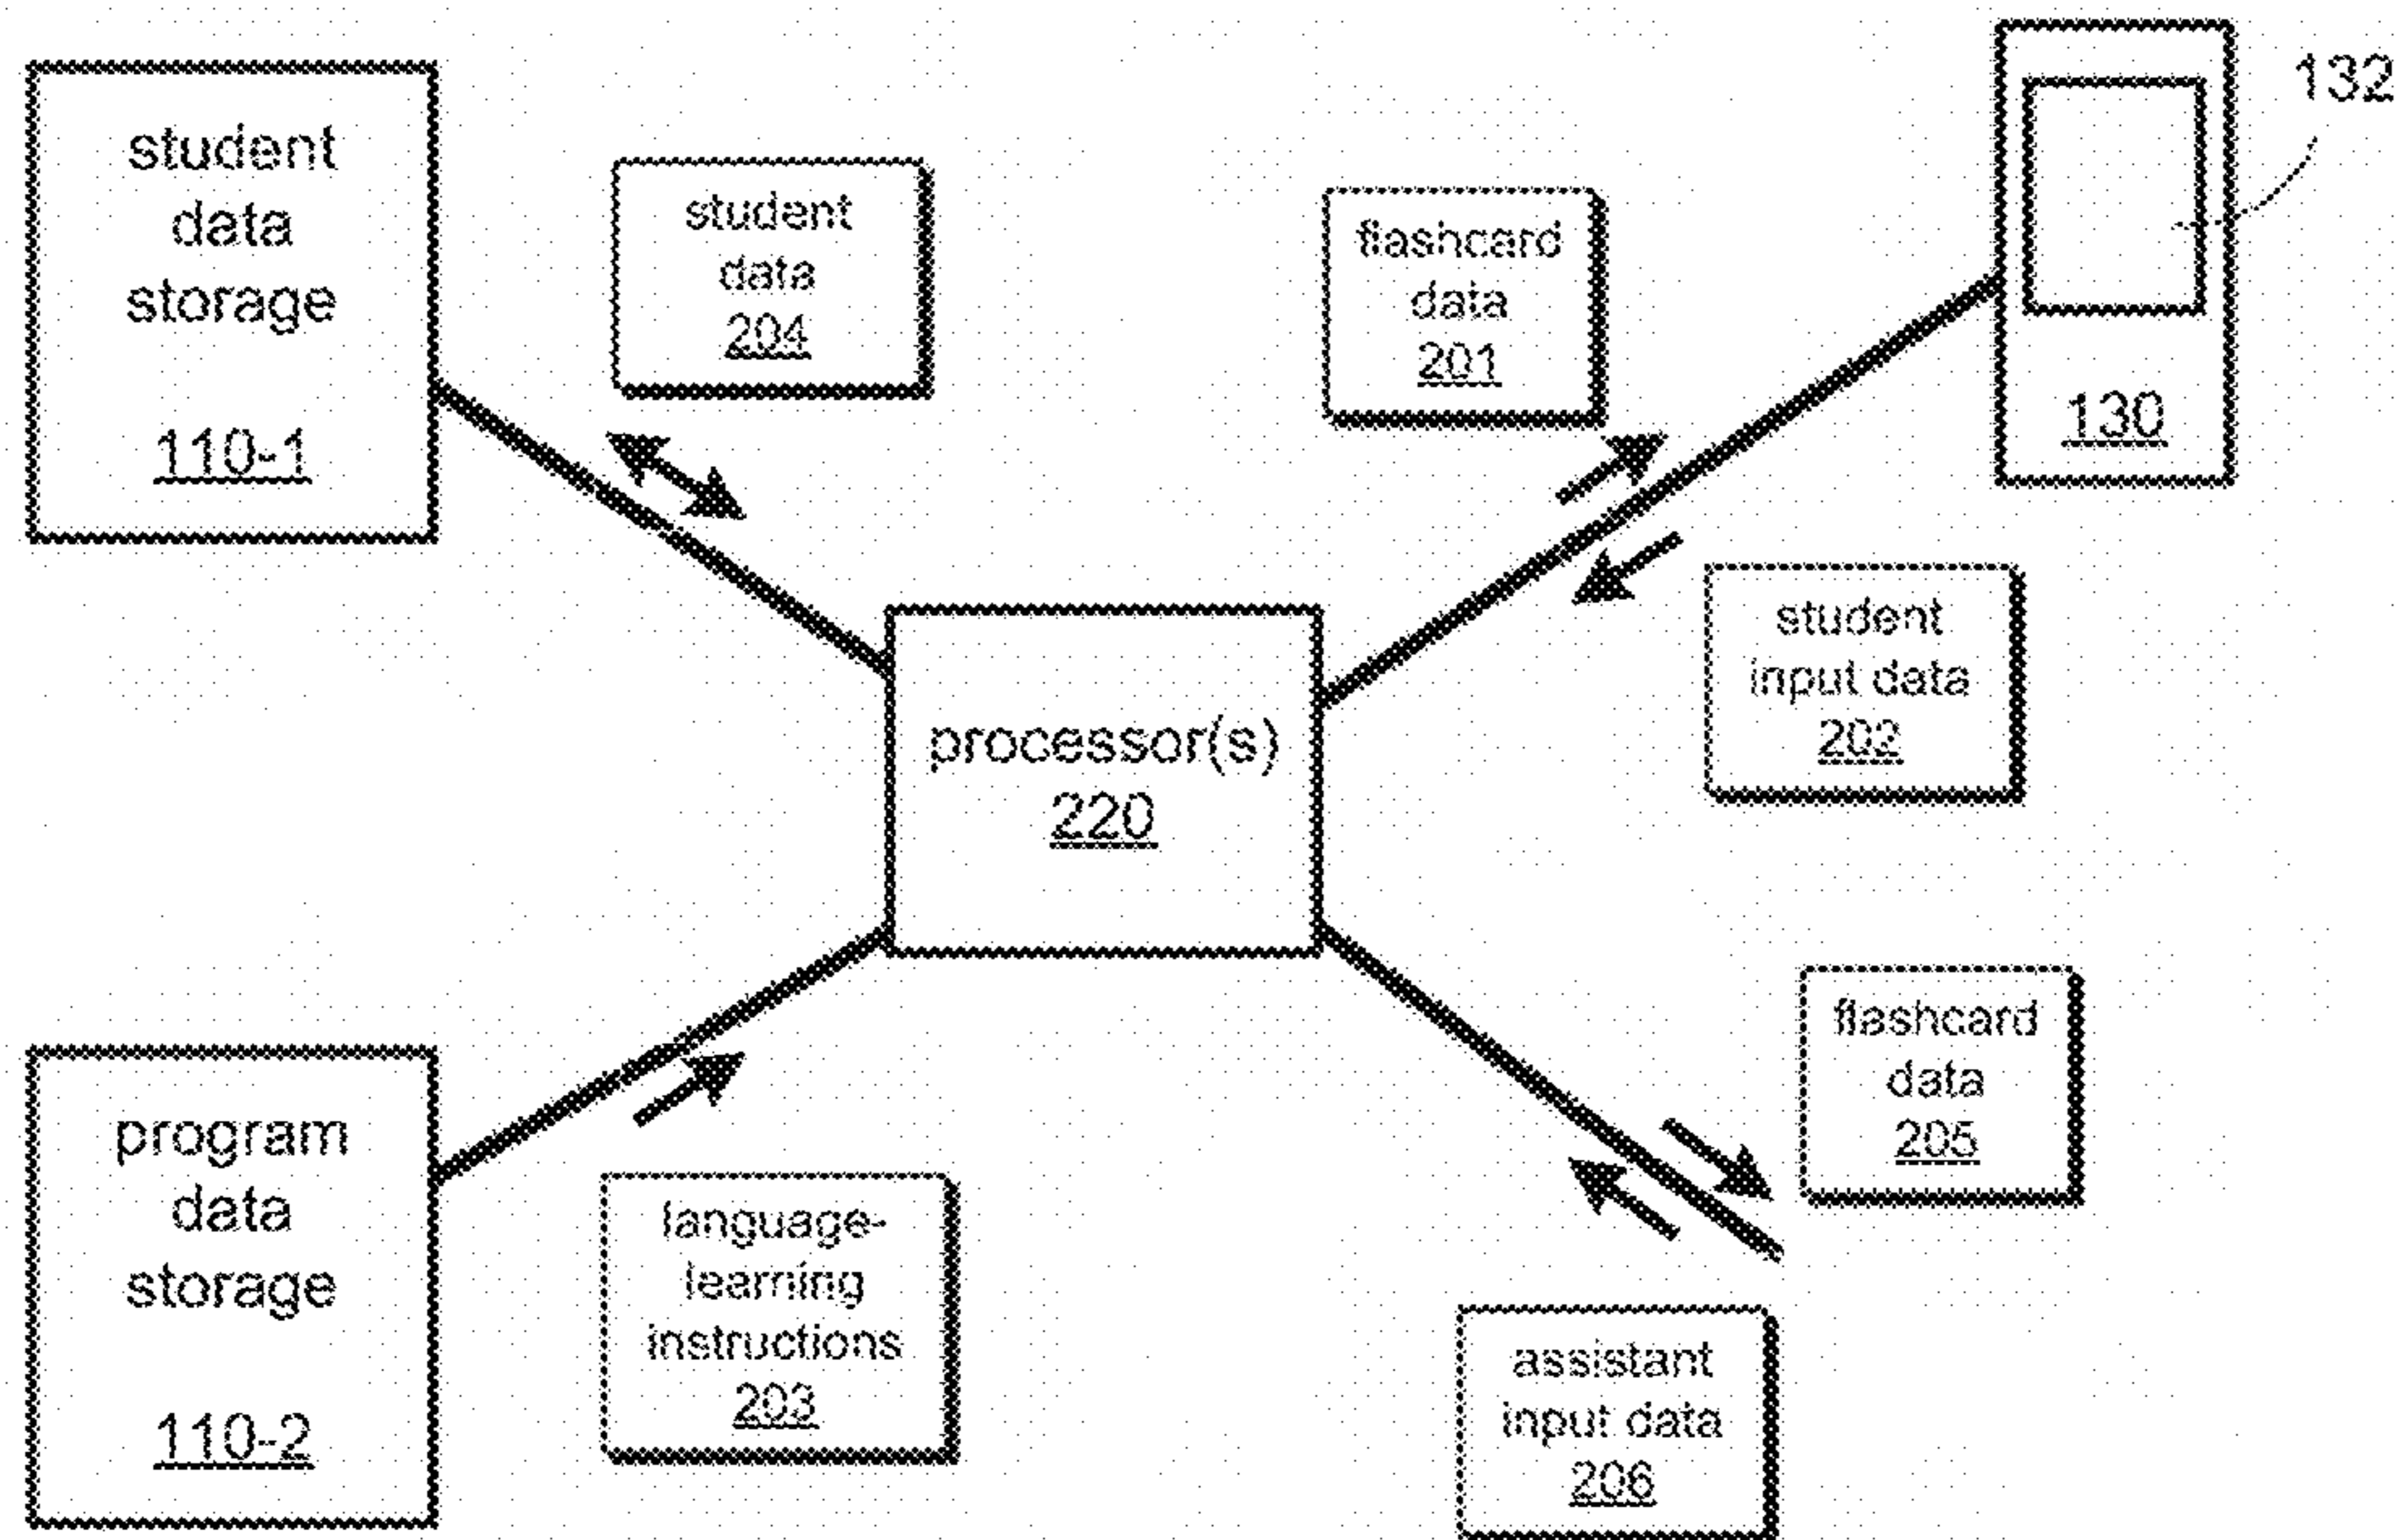 student
data
storage
110-1
student
data
204
flashcard
data
201
132
130
student
input data
202
processor(s)
220
program
data
storage
110-2
language-
learning
instructions
203
flashcard
data
205
assistant
input data
206